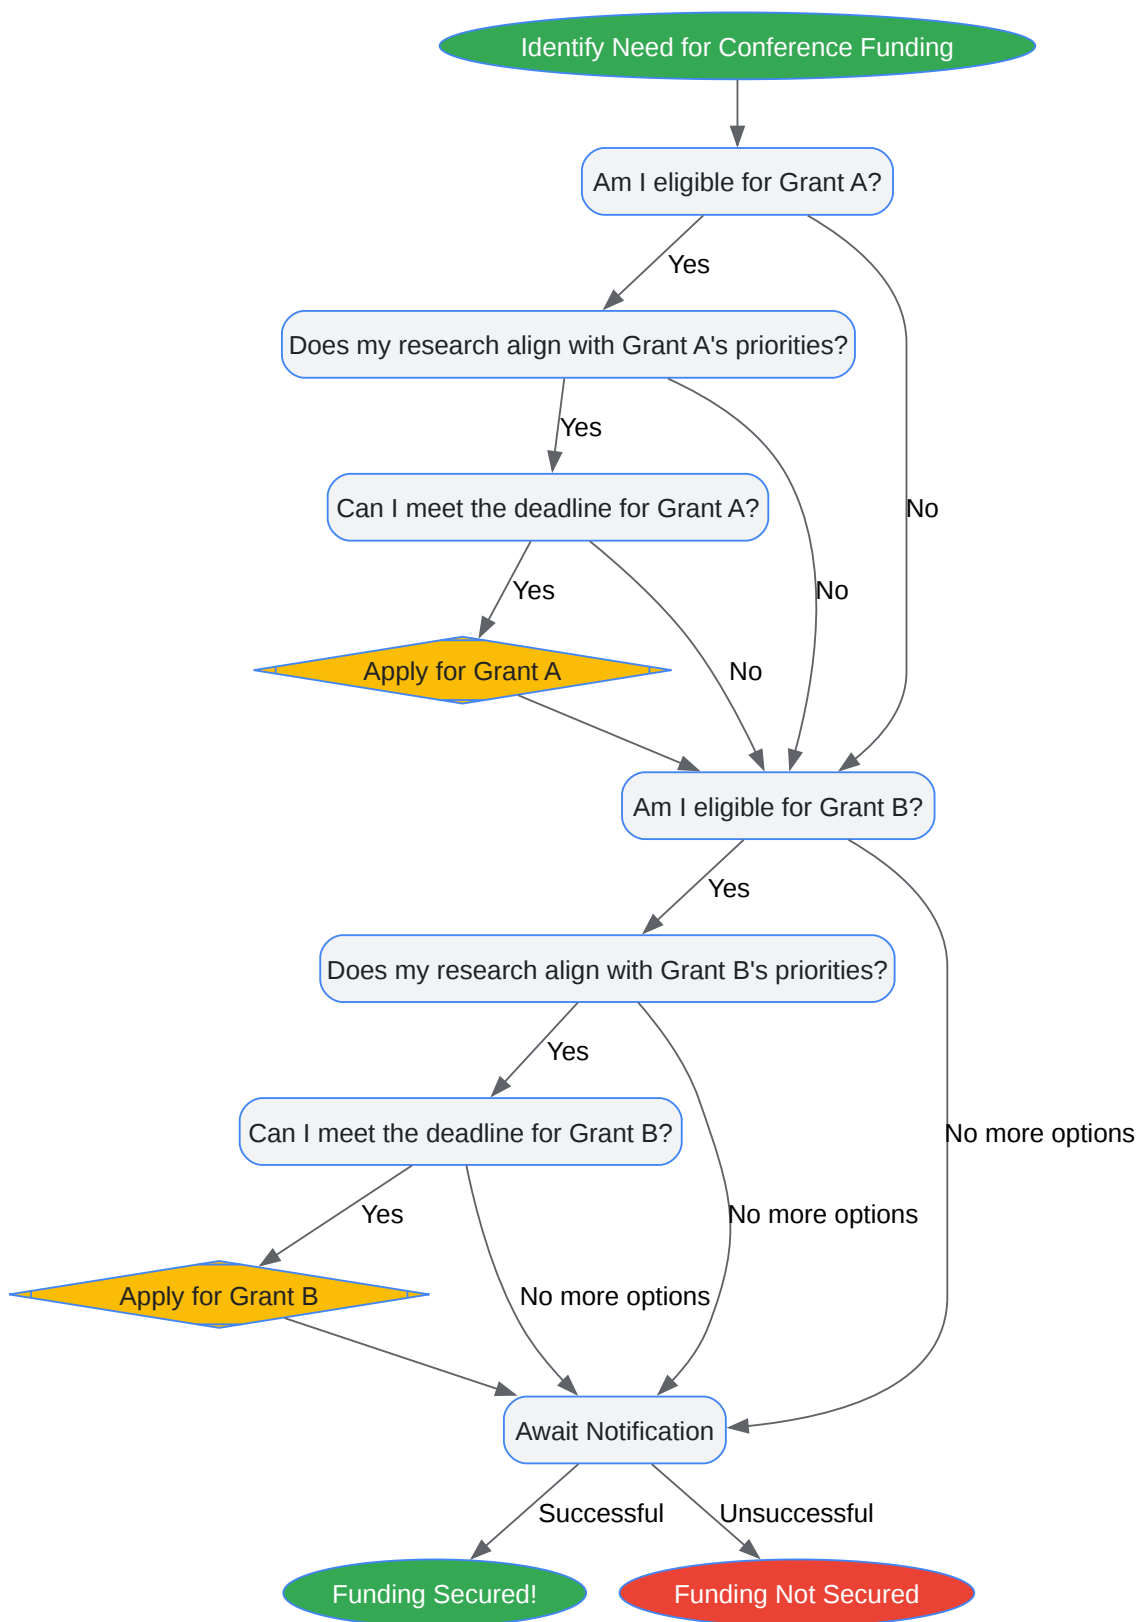 Identify Need for Conference Funding
Am I eligible for Grant A?
Yes
Does my research align with Grant A's priorities?
Yes
Can I meet the deadline for Grant A?
No
Yes
No
Apply for Grant A
No
Am I eligible for Grant B?
Yes
Does my research align with Grant B's priorities?
Yes
Can I meet the deadline for Grant B?
No more options
Yes
No more options
Apply for Grant B
No more options
Await Notification
Successful
Unsuccessful
Funding Secured!
Funding Not Secured